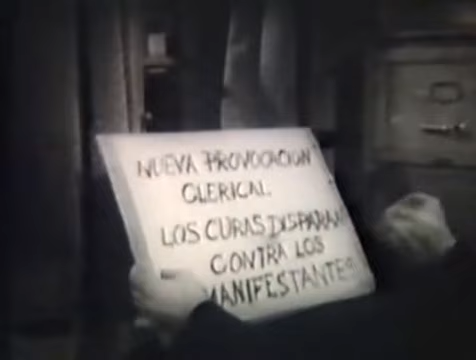 NUEVA PROVOCACION
CLERICAL.
LOS CURAS DISPARAN
CONTRA LOS
MANIFESTANTES